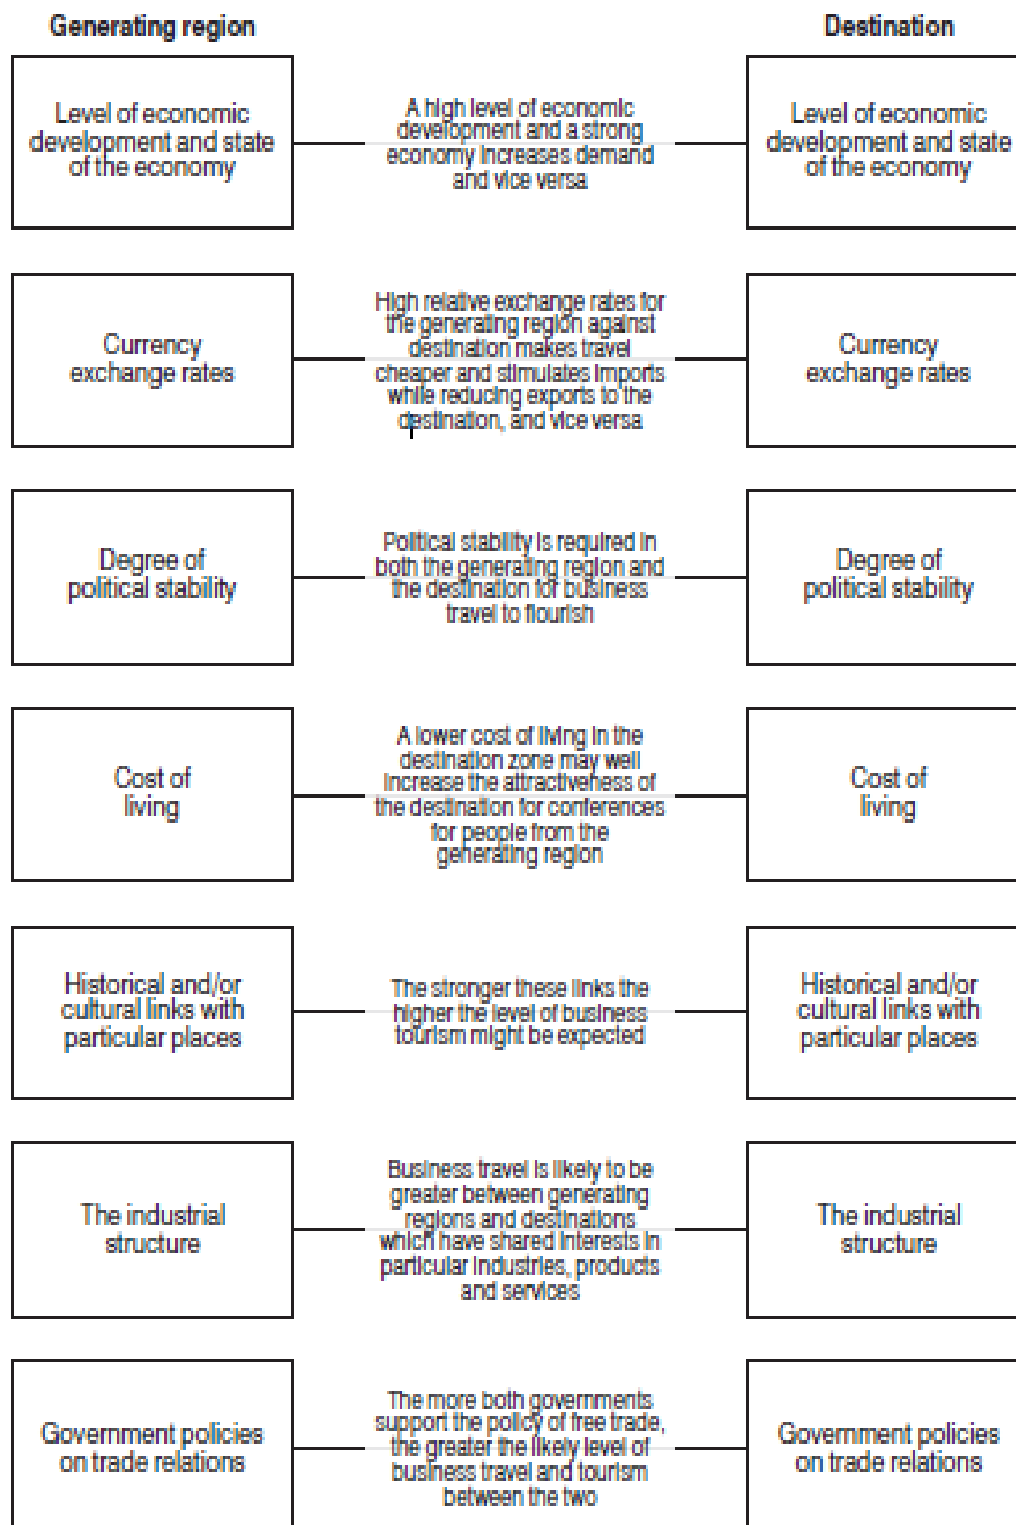 Generating region
Destination
Level of economic
development and state
of the economy
A high level of economic
development and a strong
economy increases demand
and vice versa
Level of economic
development and state
of the economy
Currency
exchange rates
High relative exchange rates for
the generating region against
destination makes travel
cheaper and stimulates imports
while reducing exports to the
destination, and vice versa
Currency
exchange rates
Degree of
political stability
Political stability is required in
both the generating region and
the destination for business
travel to flourish
Degree of
political stability
Cost of
living
A lower cost of living in the
destination zone may well
increase the attractiveness of
the destination for conferences
for people from the
generating region
Cost of
living
Historical and/or
cultural links with
particular places
The stronger these links the
higher the level of business
tourism might be expected
Historical and/or
cultural links with
particular places
The industrial
structure
Business travel is likely to be
greater between generating
regions and destinations
which have shared interests in
particular industries, products
and services
The industrial
structure
Government policies
on trade relations
The more both governments
support the policy of free trade,
the greater the likely level of
business travel and tourism
between the two
Government policies
on trade relations